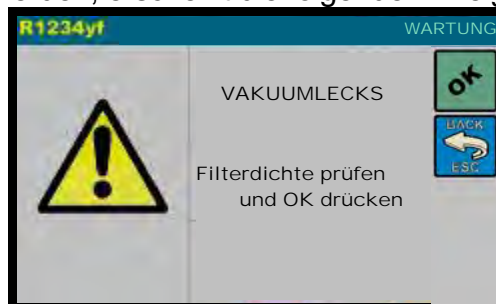 R1234yf WARTUNG
VAKUUMLECKS
OK
BACK
ESC
Filterdichte prüfen
und OK drücken